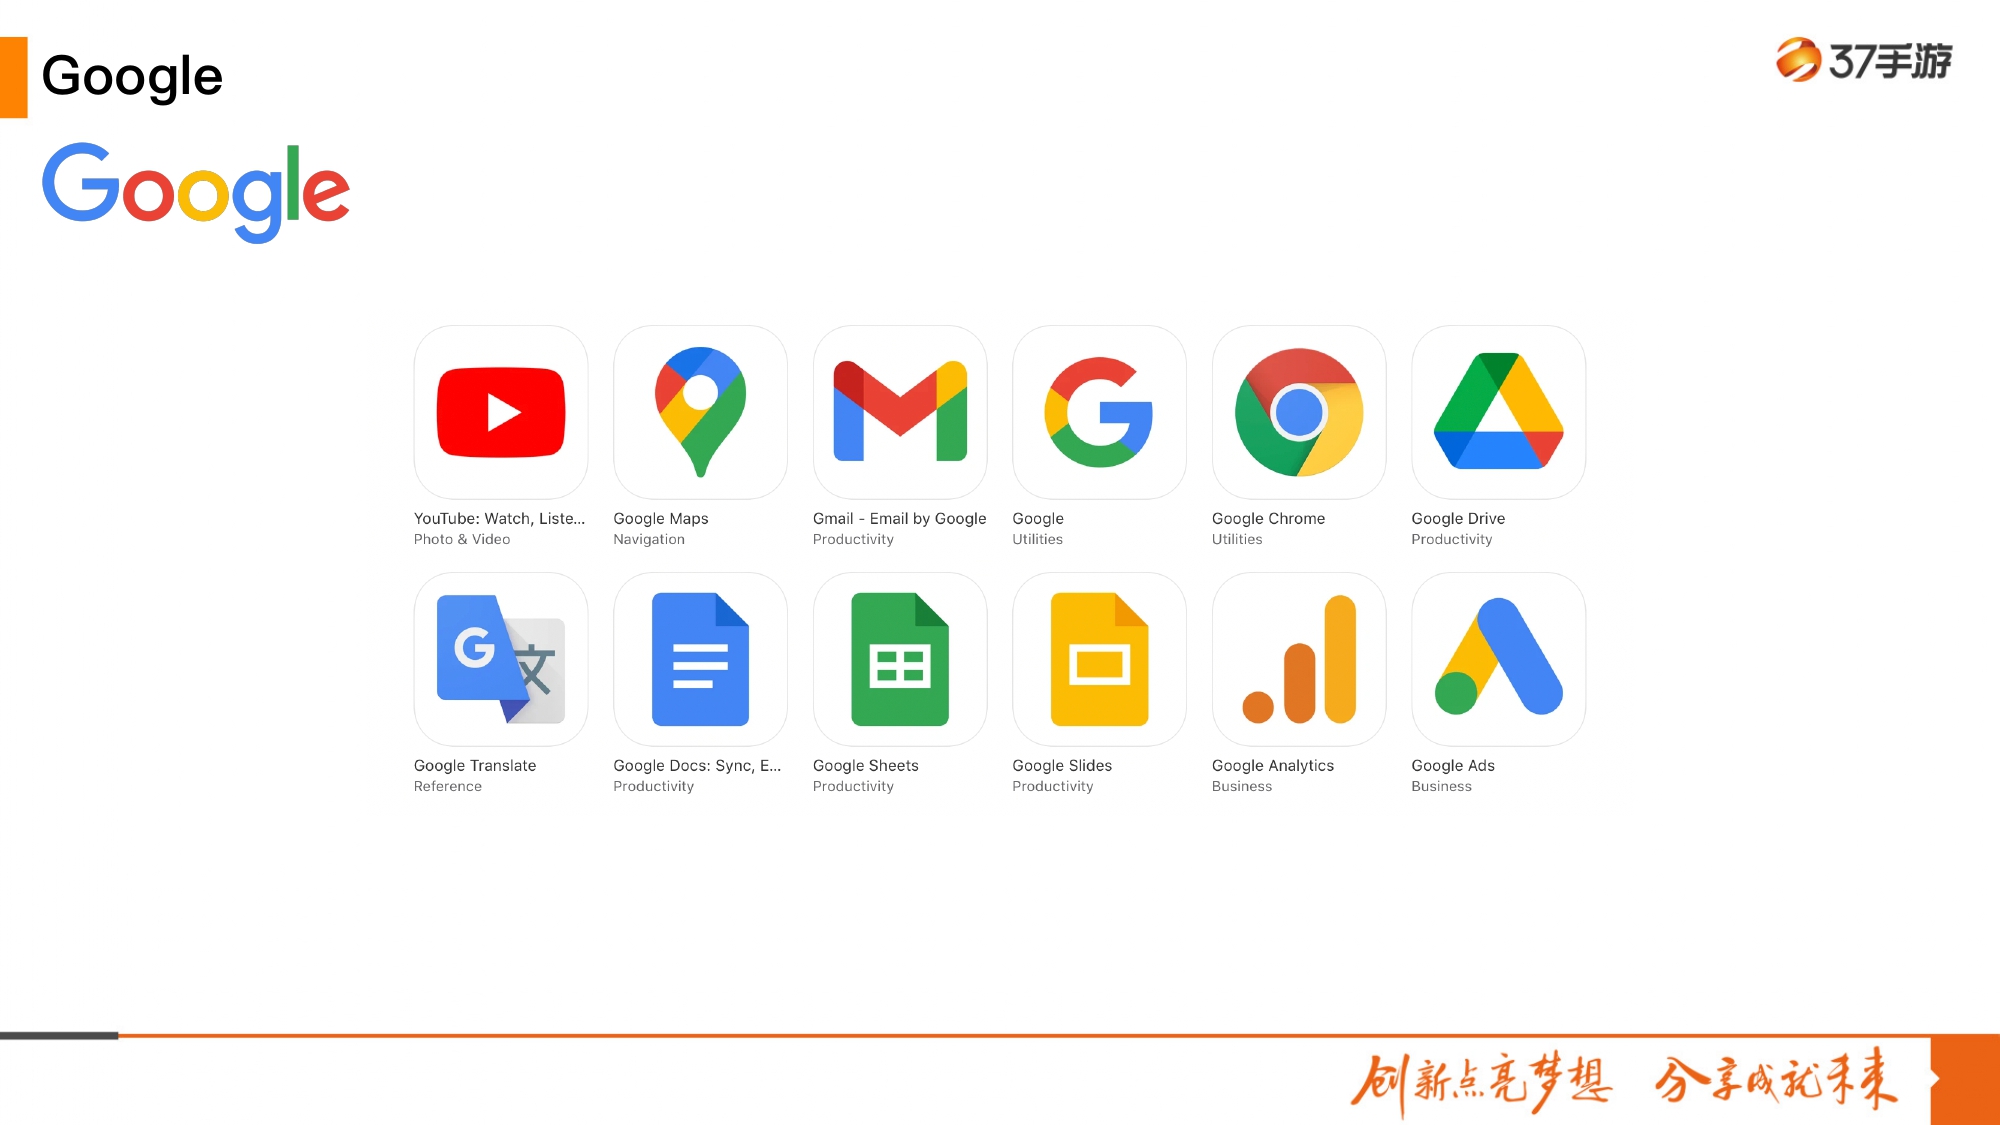 Google
37手游
Google
YouTube: Watch, Liste...
Photo & Video
Google Maps
Navigation
Gmail - Email by Google
Productivity
Google
Utilities
Google Chrome
Utilities
Google Drive
Productivity
Google Translate
Reference
Google Docs: Sync, E...
Productivity
Google Sheets
Productivity
Google Slides
Productivity
Google Analytics
Business
Google Ads
Business
创新点亮梦想 分享成就未来